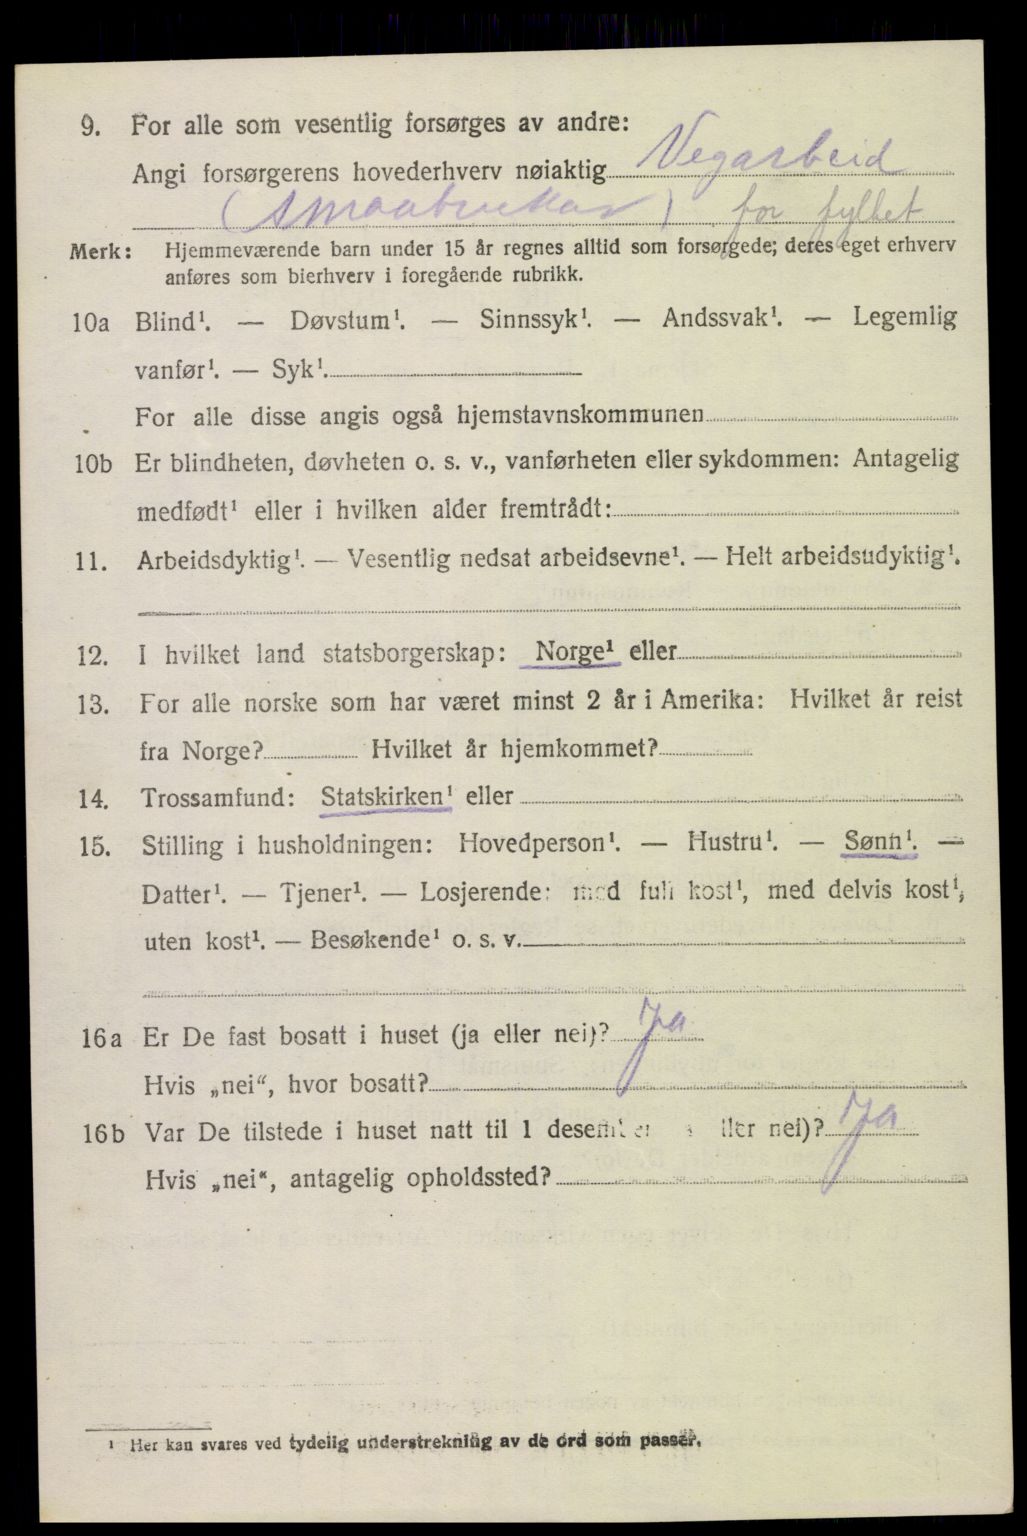 9. For alle som vesentlig forsørges av andre:
Angi forsørgerens hovederhverv nøiaktig Vegarbeid
(smaabrukar) for fylket
Merk: Hjemmeværende barn under 15 år regnes alltid som forsørgede; deres eget erhverv
anføres som bierhverv i foregående rubrikk.
10a Blind¹. — Døvstum¹. — Sinnssyk¹. — Andssvak¹. — Legemlig
vanfør¹. — Syk¹.
For alle disse angis også hjemstavnskommunen
10b Er blindheten, døvheten o. s. v., vanførheten eller sykdommen: Antagelig
medfødt¹ eller i hvilken alder fremtrådt:
11. Arbeidsdyktig¹. — Vesentlig nedsat arbeidsevne¹. — Helt arbeidsudyktig¹.
12. I hvilket land statsborgerskap: Norge¹ eller
13. For alle norske som har været minst 2 år i Amerika: Hvilket år reist
fra Norge? Hvilket år hjemkommet?
14. Trossamfund: Statskirken¹ eller
15. Stilling i husholdningen: Hovedperson¹. — Hustru¹. — Sønn¹. —
Datter¹. — Tjener¹. — Losjerende: med full kost¹, med delvis kost¹,
uten kost¹. — Besøkende¹ o. s. v.
16a Er De fast bosatt i huset (ja eller nei)? Ja
Hvis „nei“, hvor bosatt?
16b Var De tilstede i huset natt til 1 desember (ja eller nei)? Ja
Hvis „nei“, antagelig opholdssted?
¹ Her kan svares ved tydelig understrekning av de ord som passer.